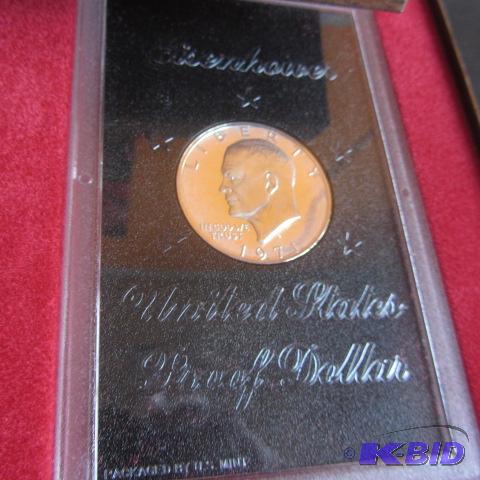 Eisenhower
LIBERTY
IN GOD WE
TRUST
1971
United States
Proof Dollar
PACKAGED BY U.S. MINT
© K-BID